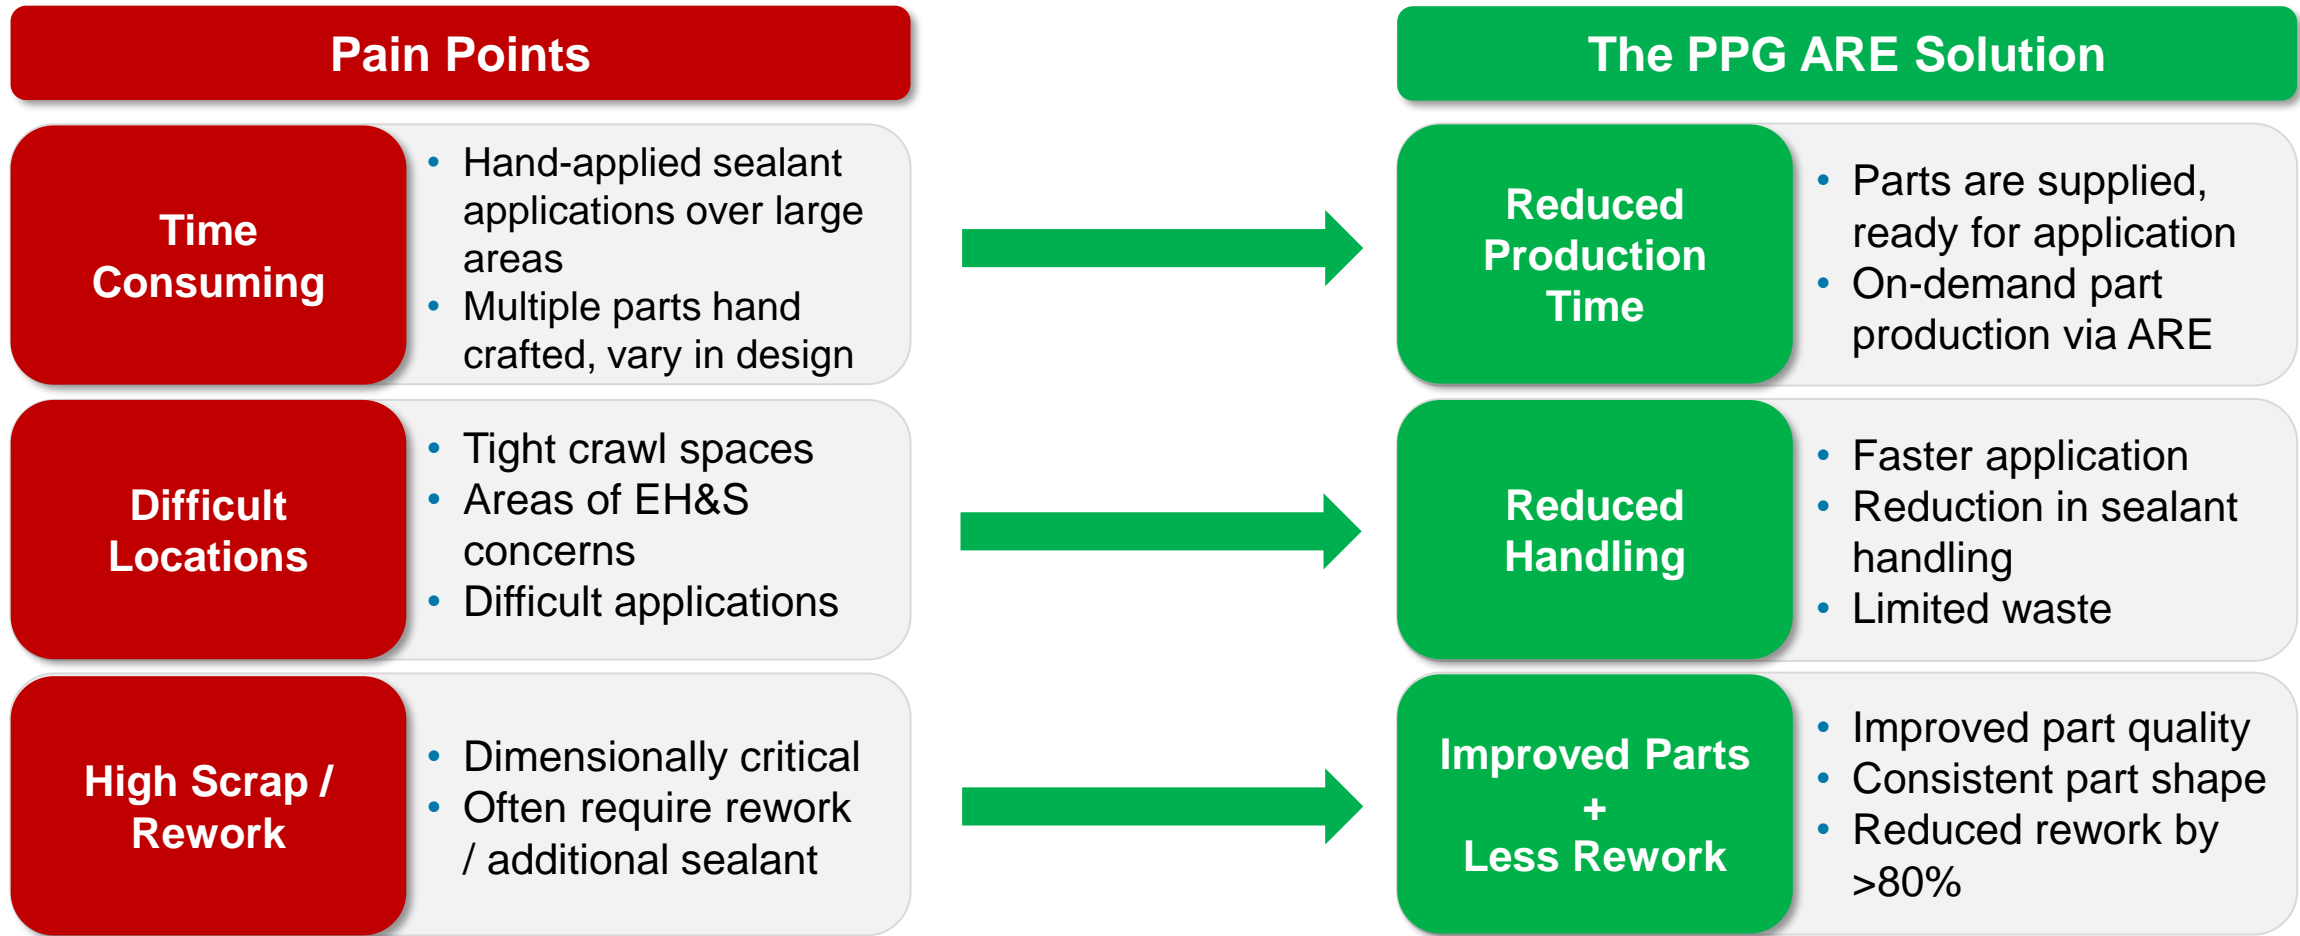 Pain Points
The PPG ARE Solution
Time
Consuming
• Hand-applied sealant
applications over large
areas
• Multiple parts hand
crafted, vary in design
Reduced
Production
Time
• Parts are supplied,
ready for application
• On-demand part
production via ARE
Difficult
Locations
• Tight crawl spaces
• Areas of EH&S
concerns
• Difficult applications
Reduced
Handling
• Faster application
• Reduction in sealant
handling
• Limited waste
High Scrap /
Rework
• Dimensionally critical
• Often require rework
/ additional sealant
Improved Parts
+
Less Rework
• Improved part quality
• Consistent part shape
• Reduced rework by
>80%